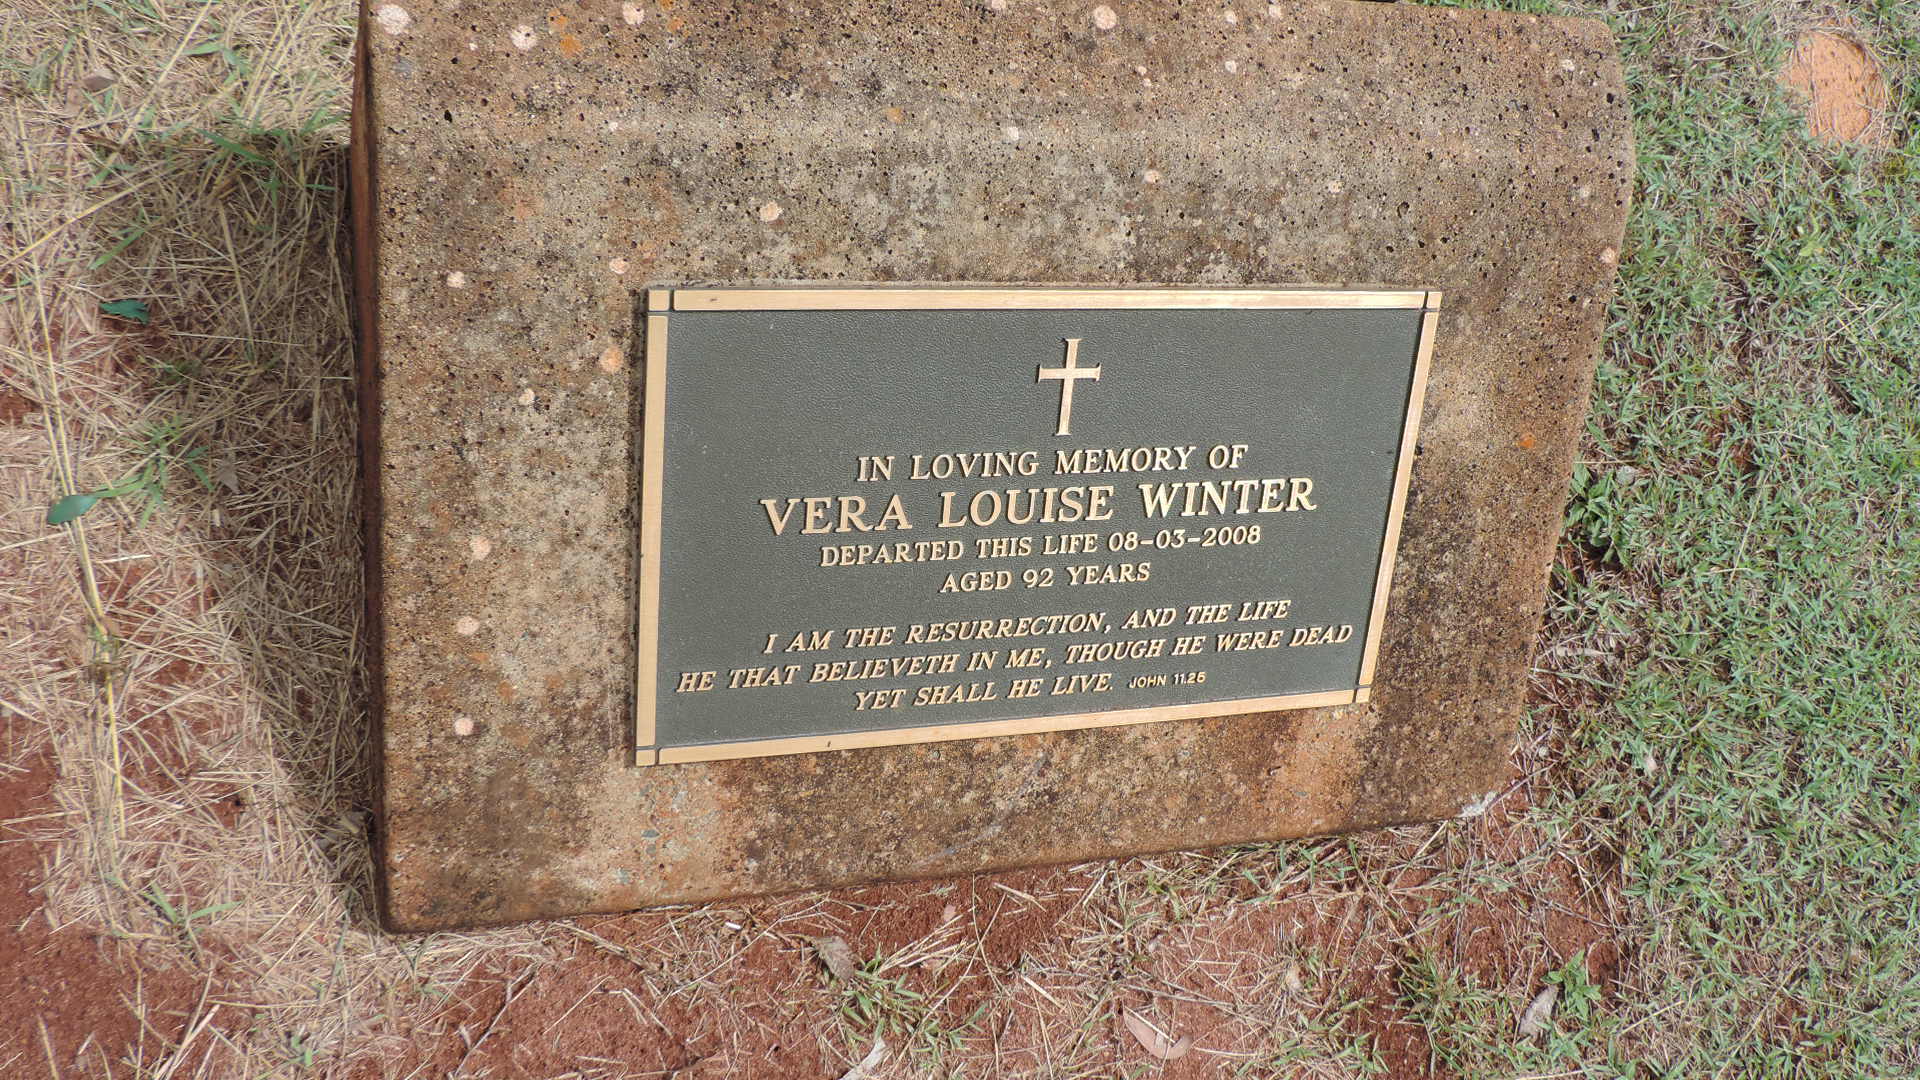 IN LOVING MEMORY OF
VERA LOUISE WINTER
DEPARTED THIS LIFE 08-03-2008
AGED 92 YEARS
I AM THE RESURRECTION, AND THE LIFE
HE THAT BELIEVETH IN ME, THOUGH HE WERE DEAD
YET SHALL HE LIVE. JOHN 11.25